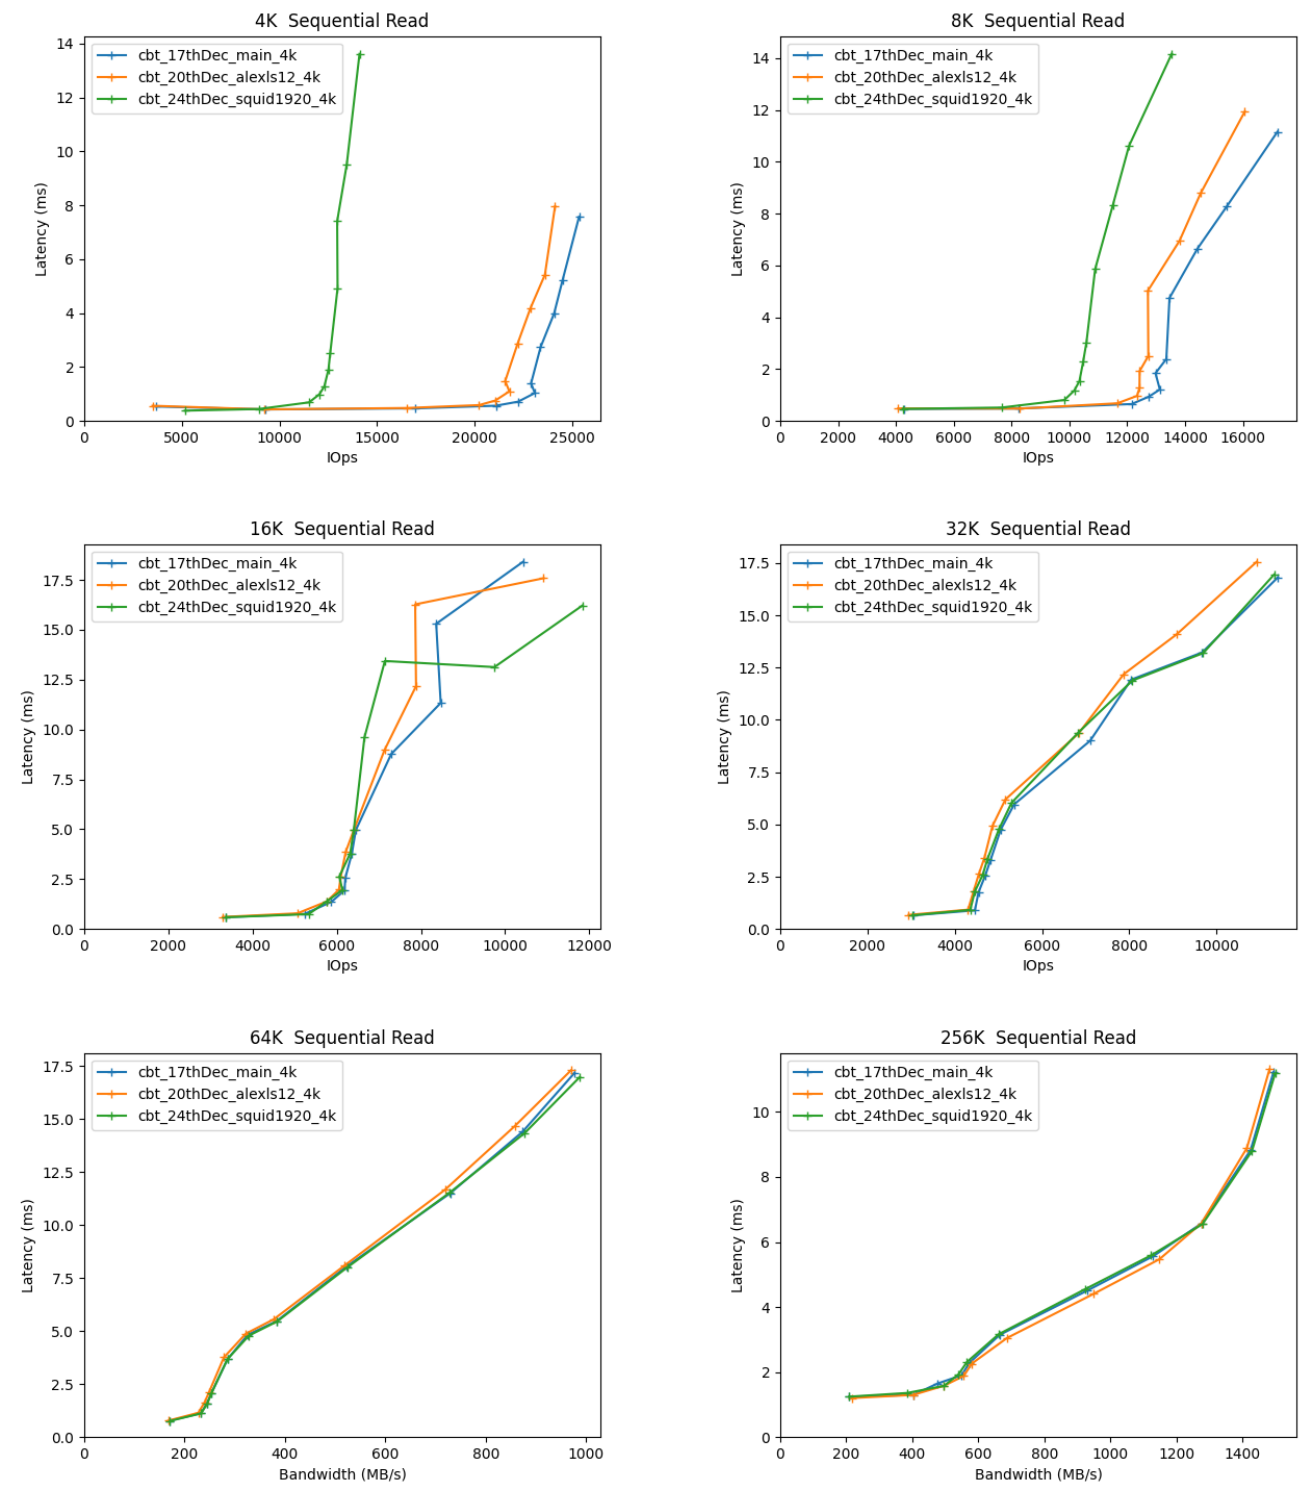 4K  Sequential Read
cbt_17thDec_main_4k
cbt_20thDec_alexls12_4k
cbt_24thDec_squid1920_4k
Latency (ms)
14
12
10
8
6
4
2
0
0 5000 10000 15000 20000 25000
IOps
8K  Sequential Read
cbt_17thDec_main_4k
cbt_20thDec_alexls12_4k
cbt_24thDec_squid1920_4k
Latency (ms)
14
12
10
8
6
4
2
0
0 2000 4000 6000 8000 10000 12000 14000 16000
IOps
16K  Sequential Read
cbt_17thDec_main_4k
cbt_20thDec_alexls12_4k
cbt_24thDec_squid1920_4k
Latency (ms)
17.5
15.0
12.5
10.0
7.5
5.0
2.5
0.0
0 2000 4000 6000 8000 10000 12000
IOps
32K  Sequential Read
cbt_17thDec_main_4k
cbt_20thDec_alexls12_4k
cbt_24thDec_squid1920_4k
Latency (ms)
17.5
15.0
12.5
10.0
7.5
5.0
2.5
0.0
0 2000 4000 6000 8000 10000
IOps
64K  Sequential Read
cbt_17thDec_main_4k
cbt_20thDec_alexls12_4k
cbt_24thDec_squid1920_4k
Latency (ms)
17.5
15.0
12.5
10.0
7.5
5.0
2.5
0.0
0 200 400 600 800 1000
Bandwidth (MB/s)
256K  Sequential Read
cbt_17thDec_main_4k
cbt_20thDec_alexls12_4k
cbt_24thDec_squid1920_4k
Latency (ms)
10
8
6
4
2
0
0 200 400 600 800 1000 1200 1400
Bandwidth (MB/s)